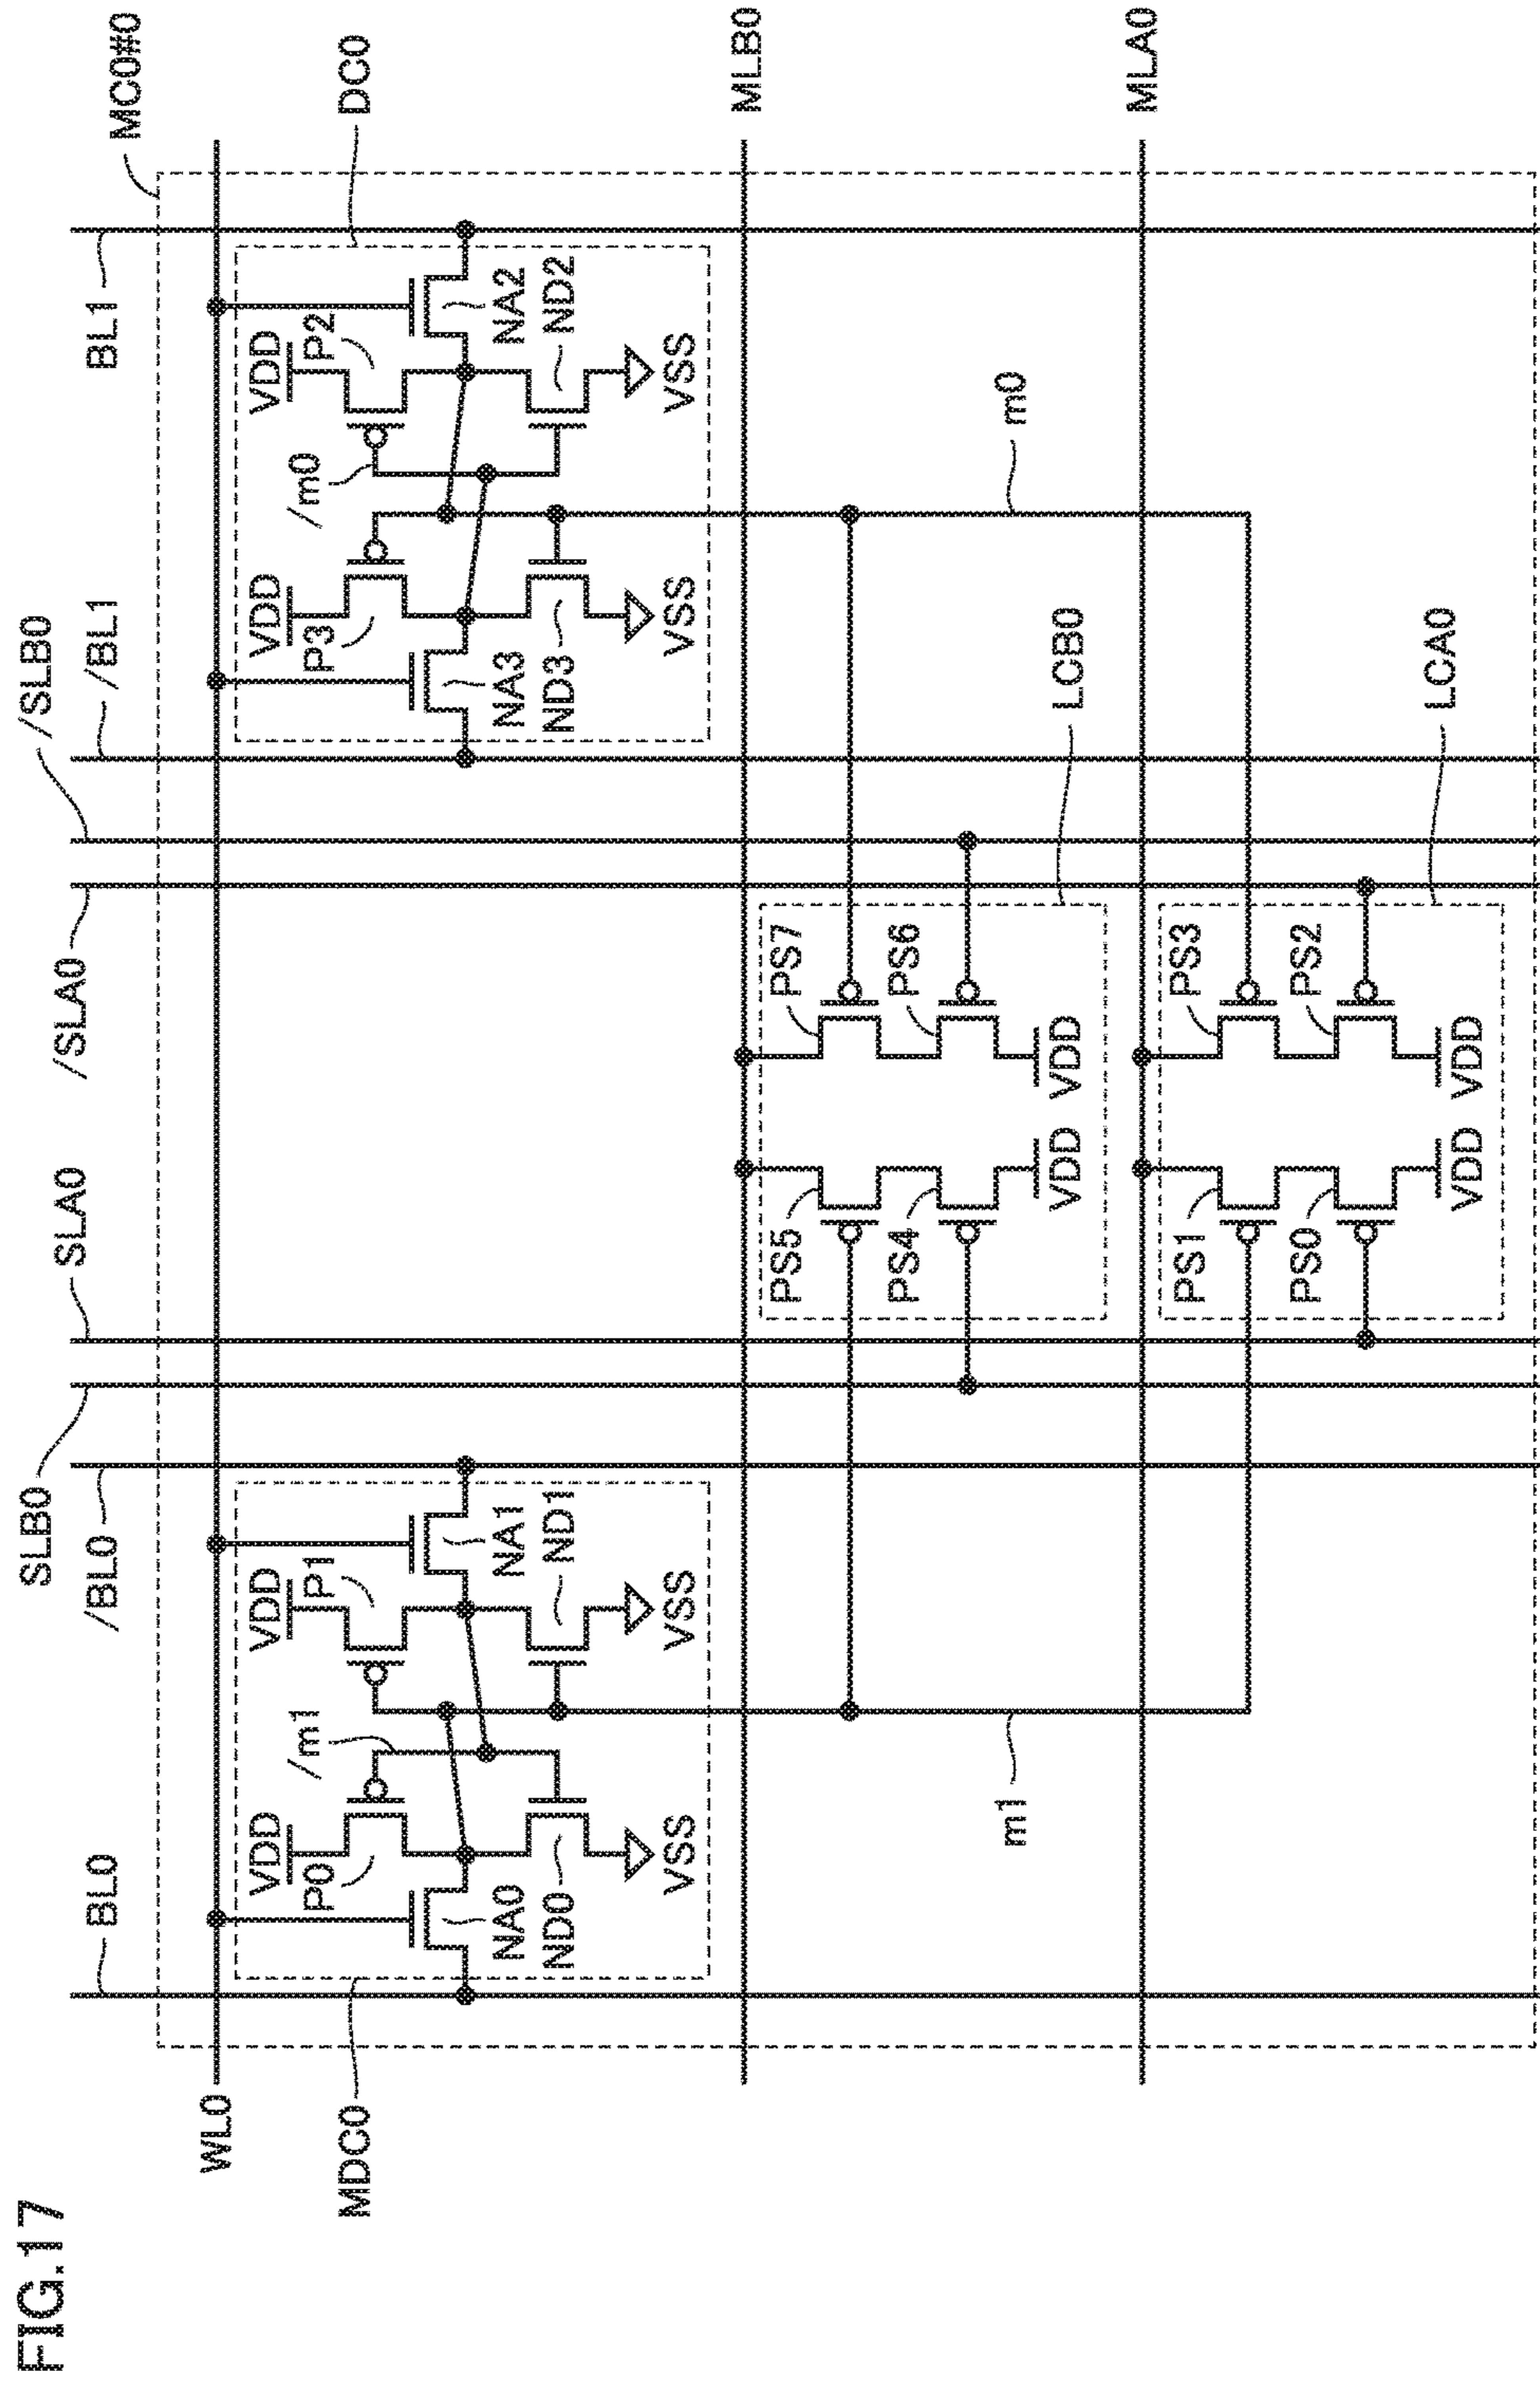 FIG.17
SLB0
SLA0
/SLA0
/SLB0
BL0
/BL0
/BL1
BL1
MC0#0
WL0
MDC0
DC0
VDD
VDD
VDD
VDD
P0
/m1
P1
P3
/m0
P2
NA0
NA1
NA3
NA2
ND0
ND1
ND3
ND2
VSS
VSS
VSS
VSS
MLB0
PS5
PS7
PS4
PS6
VDD
VDD
LCB0
m1
m0
MLA0
PS1
PS3
PS0
PS2
VDD
VDD
LCA0